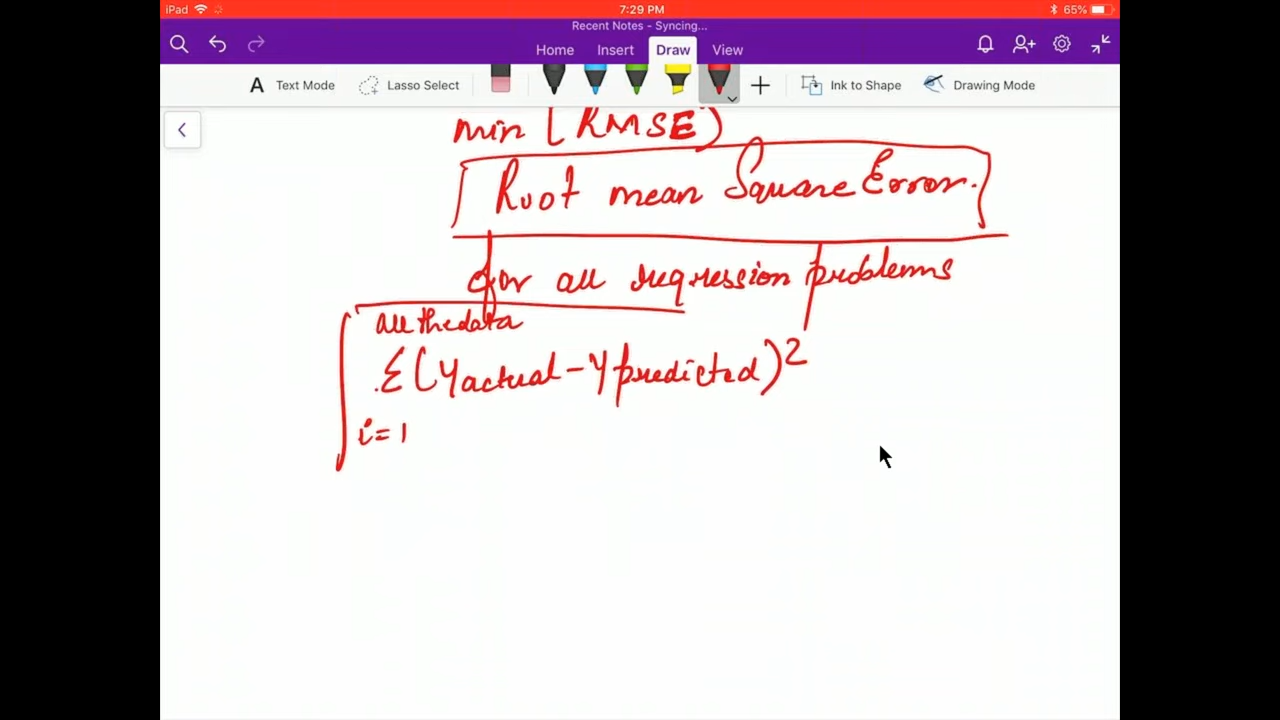 iPad 7:29 PM 65%
Recent Notes - Syncing...
Home Insert Draw View
A Text Mode Lasso Select Ink to Shape Drawing Mode
min [RMSE)
Root mean Square Error.
for all regression problems
all the data
Σ(yactual-ypredicted)²
i=1